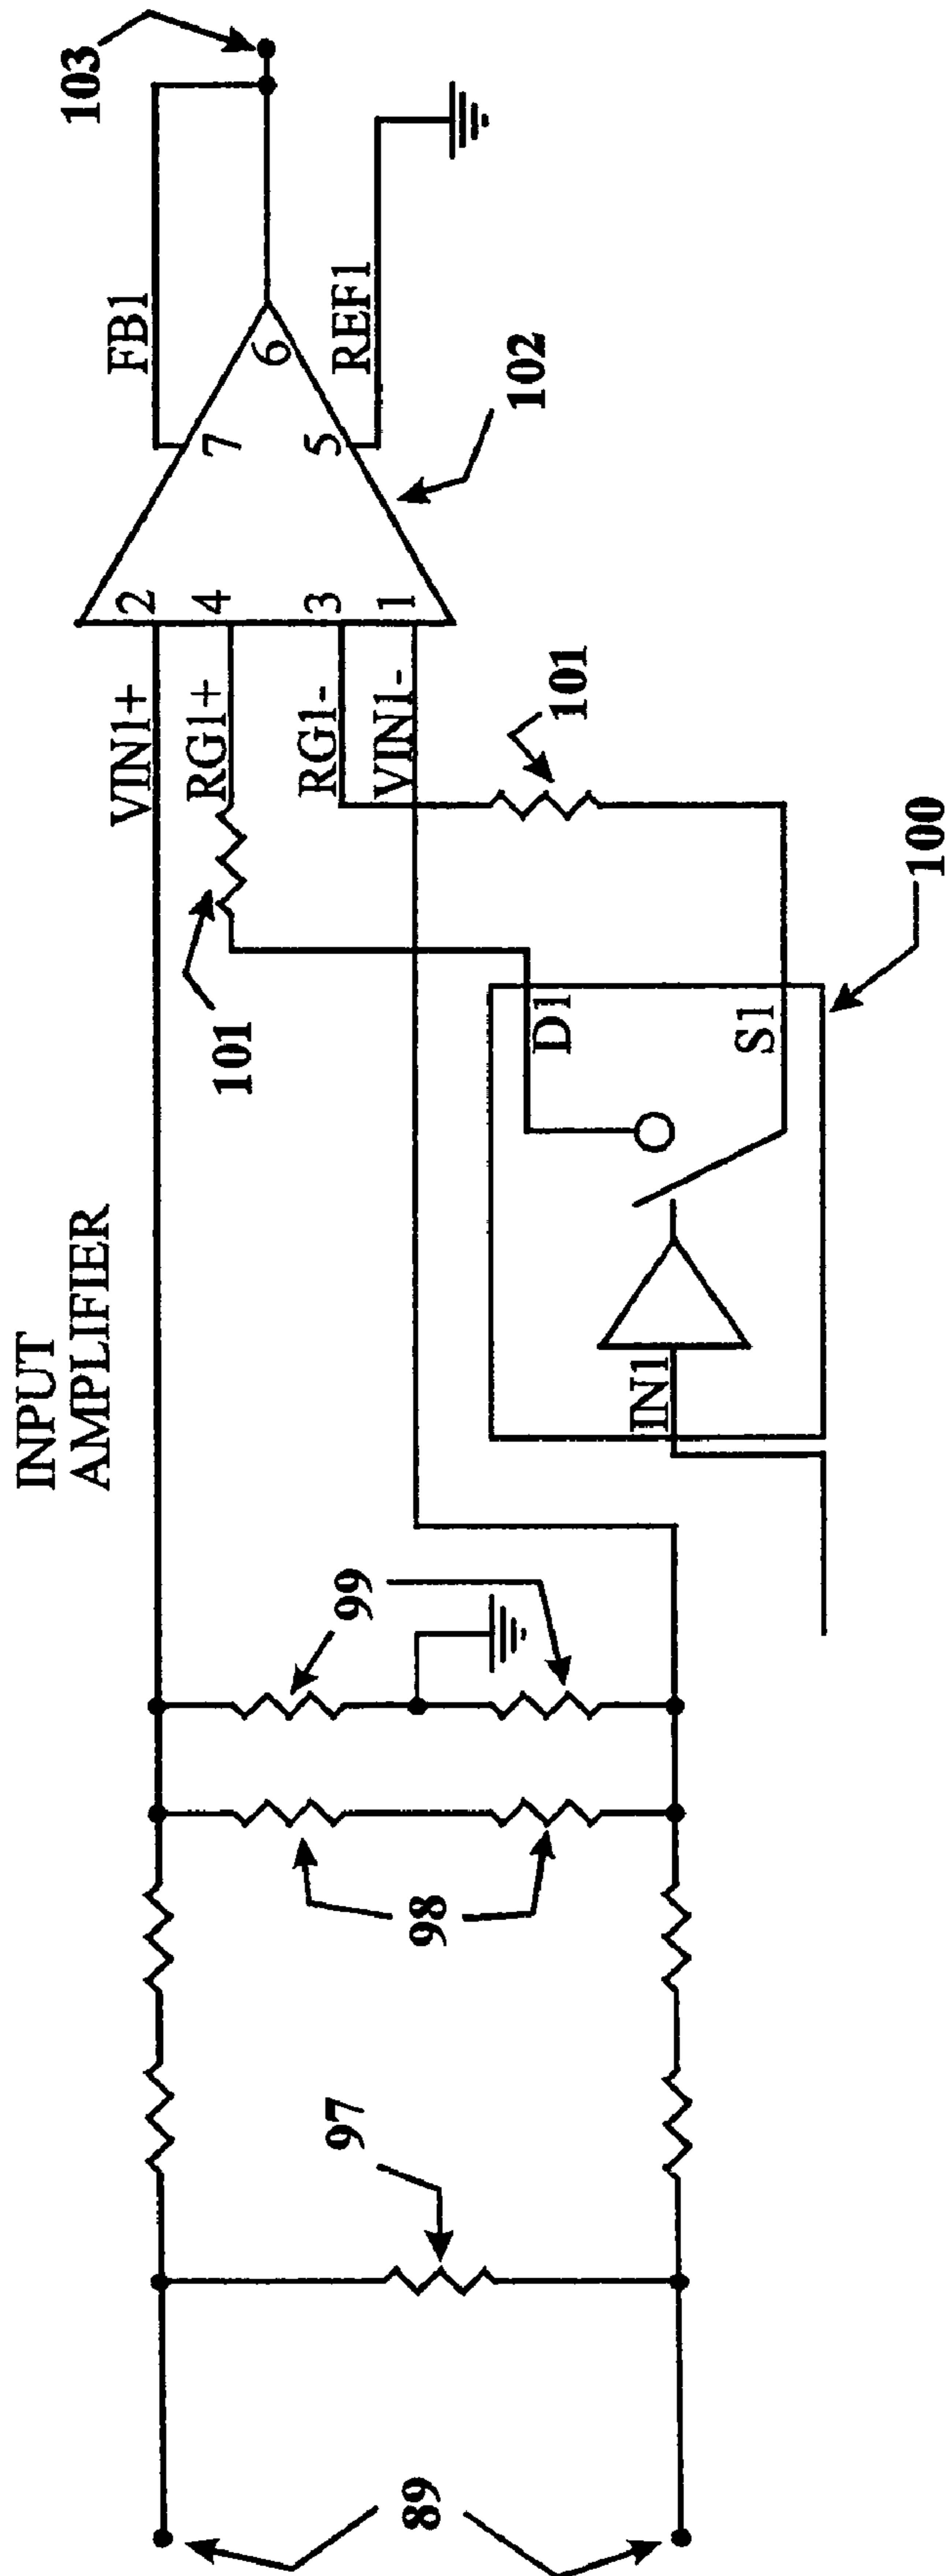 INPUT
AMPLIFIER
89
97
98
99
101
101
100
102
103
VIN1+
RG1+
RG1-
VIN1-
2
4
3
1
7
5
6
FB1
REF1
D1
S1
IN1